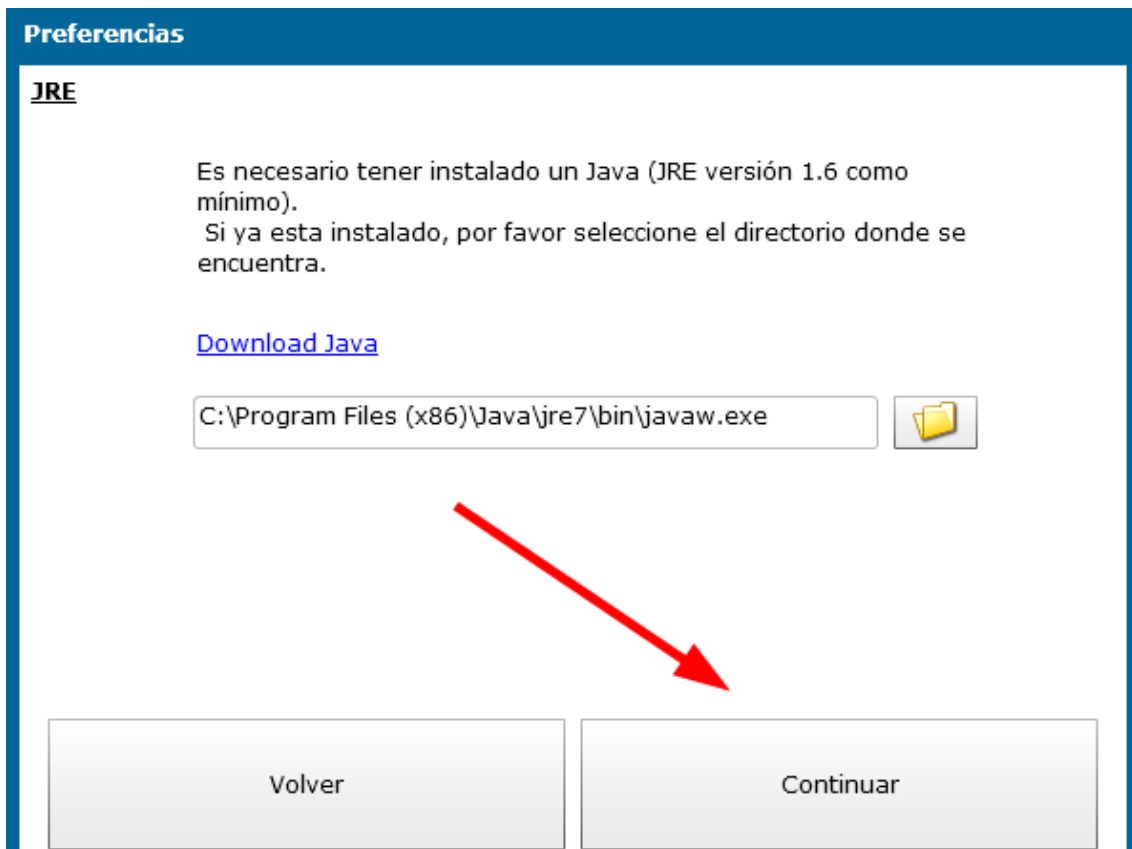 Preferencias
JRE
Es necesario tener instalado un Java (JRE versión 1.6 como
mínimo).
Si ya esta instalado, por favor seleccione el directorio donde se
encuentra.
Download Java
C:\Program Files (x86)\Java\jre7\bin\javaw.exe
Volver
Continuar